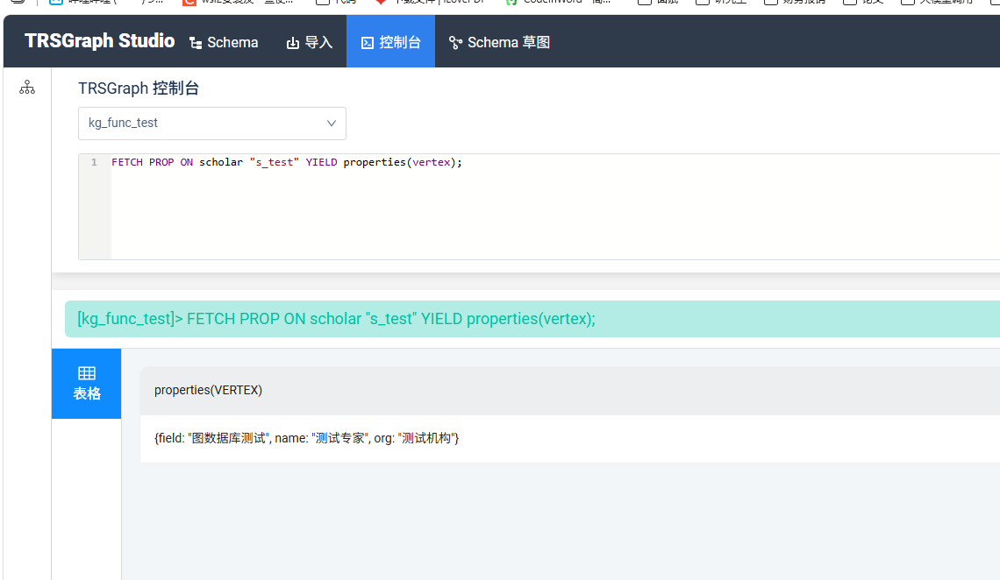 TRSGraph Studio Schema 导入 控制台 Schema 草图
TRSGraph 控制台
kg_func_test
1 FETCH PROP ON scholar "s_test" YIELD properties(vertex);
[kg_func_test]> FETCH PROP ON scholar "s_test" YIELD properties(vertex);
表格
properties(VERTEX)
{field: "图数据库测试", name: "测试专家", org: "测试机构"}